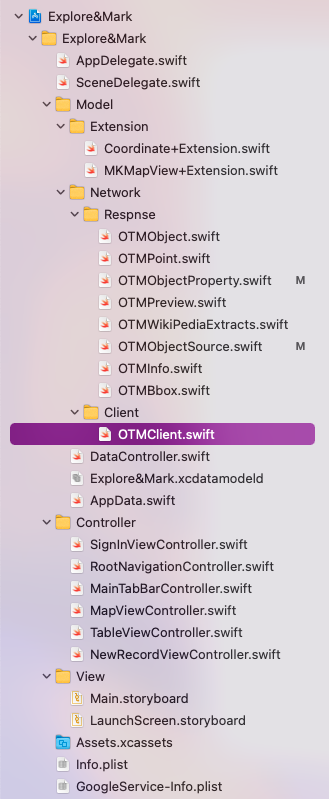 Explore&Mark
Explore&Mark
AppDelegate.swift
SceneDelegate.swift
Model
Extension
Coordinate+Extension.swift
MKMapView+Extension.swift
Network
Respnse
OTMObject.swift
OTMPoint.swift
OTMObjectProperty.swift M
OTMPreview.swift
OTMWikiPediaExtracts.swift
OTMObjectSource.swift M
OTMInfo.swift
OTMBbox.swift
Client
OTMClient.swift
DataController.swift
Explore&Mark.xcdatamodeld
AppData.swift
Controller
SignInViewController.swift
RootNavigationController.swift
MainTabBarController.swift
MapViewController.swift
TableViewController.swift
NewRecordViewController.swift
View
Main.storyboard
LaunchScreen.storyboard
Assets.xcassets
Info.plist
GoogleService-Info.plist